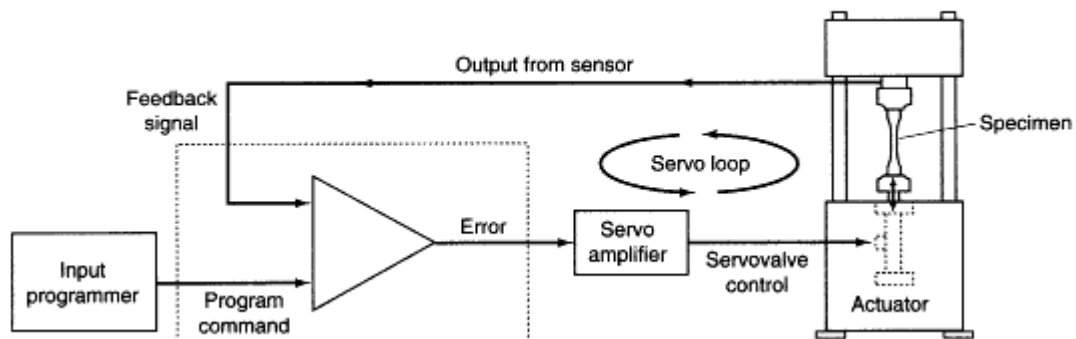 Output from sensor
Feedback
signal
Specimen
Servo loop
Error
Servo
amplifier
Input
programmer
Program
command
Servovalve
control
Actuator